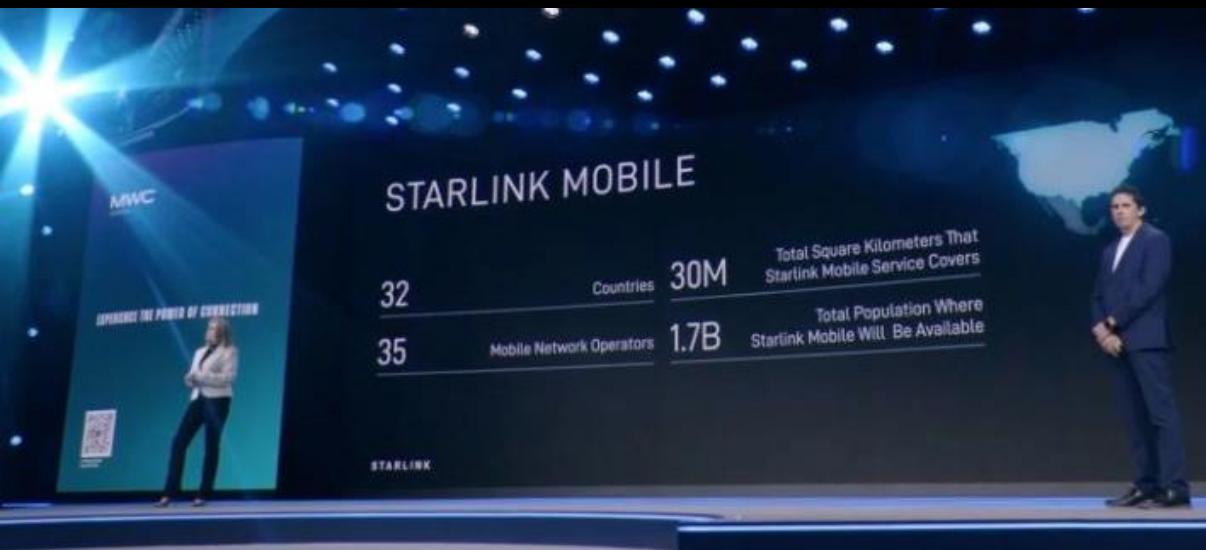 MWC
EXPERIENCE THE POWER OF CONNECTION
STARLINK MOBILE
32
Countries
35
Mobile Network Operators
30M
Total Square Kilometers That
Starlink Mobile Service Covers
1.7B
Total Population Where
Starlink Mobile Will Be Available
STARLINK